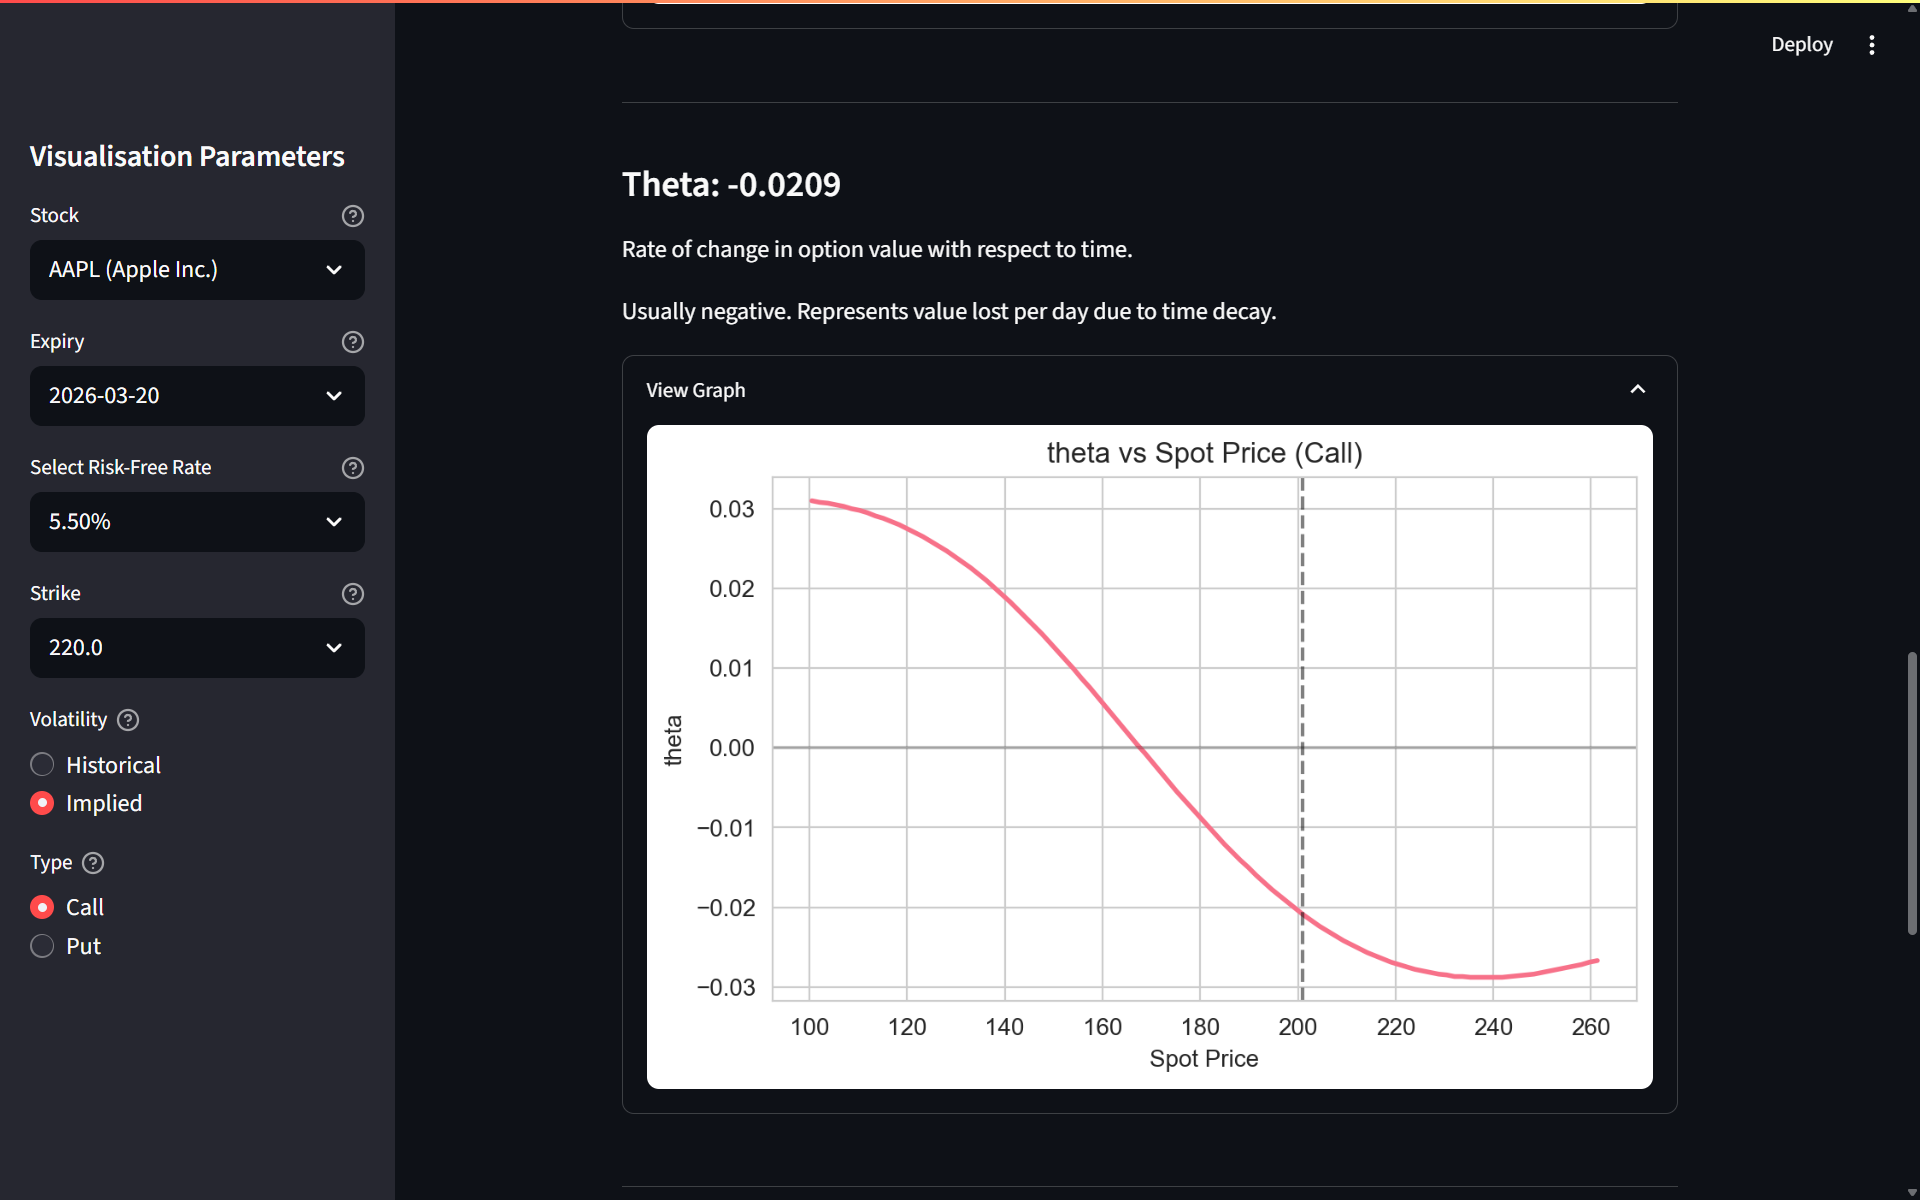 Deploy
Visualisation Parameters
Stock
AAPL (Apple Inc.)
Expiry
2026-03-20
Select Risk-Free Rate
5.50%
Strike
220.0
Volatility
Historical
Implied
Type
Call
Put
Theta: -0.0209
Rate of change in option value with respect to time.
Usually negative. Represents value lost per day due to time decay.
View Graph
theta vs Spot Price (Call)
theta
0.03
0.02
0.01
0.00
−0.01
−0.02
−0.03
100 120 140 160 180 200 220 240 260
Spot Price